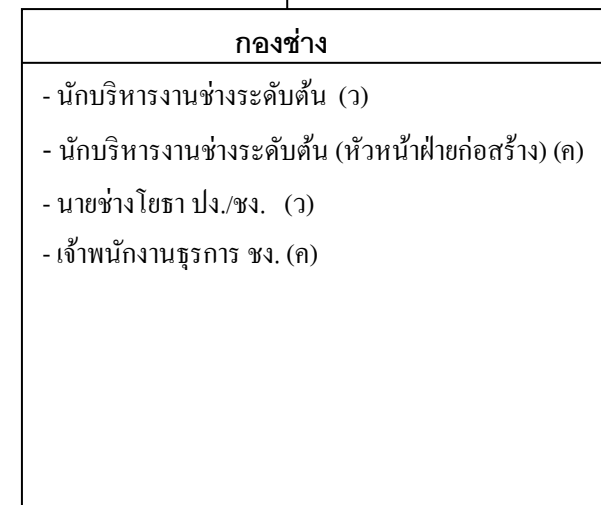 กองช่าง
- นักบริหารงานช่างระดับต้น (ว)
- นักบริหารงานช่างระดับต้น (หัวหน้าฝ่ายก่อสร้าง) (ค)
- นายช่างโยธา ปง./ชง. (ว)
- เจ้าพนักงานธุรการ ชง. (ค)